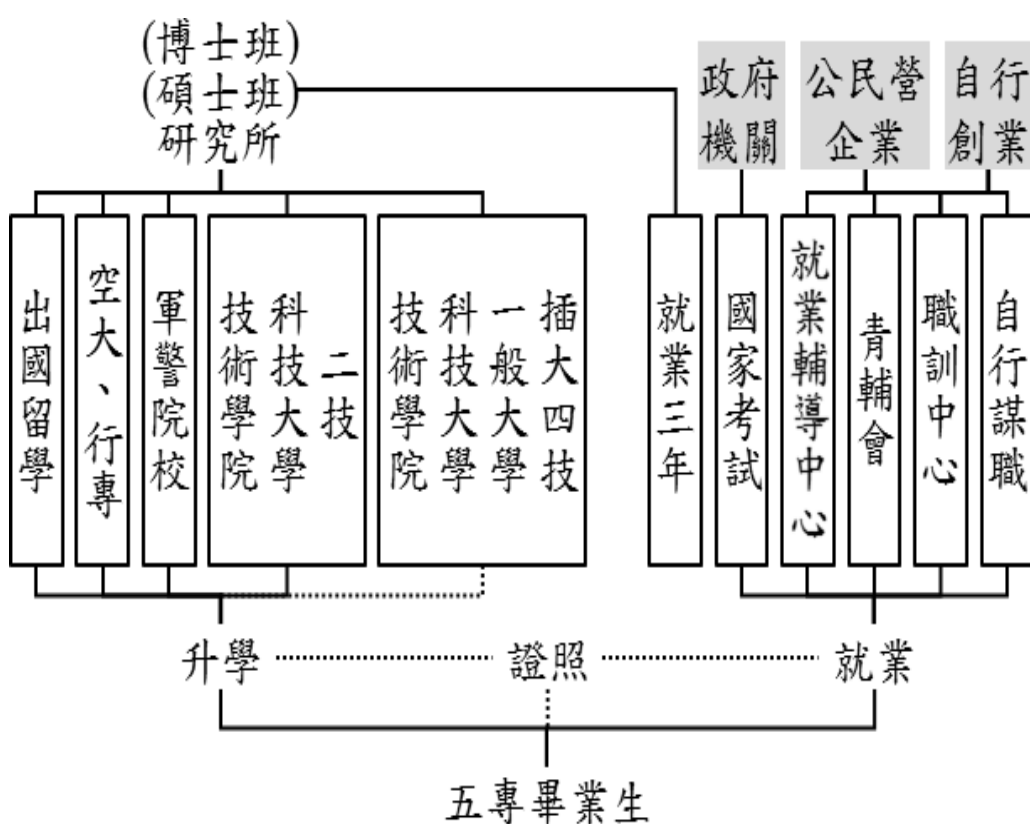 (博士班)
(碩士班)
研究所
政府
機關
公民營
企業
自行
創業
出國留學
空大、行專
軍警院校
技術學院
科技大學
二技
技術學院
科技大學
一般大學
插大四技
就業三年
國家考試
就業輔導中心
青輔會
職訓中心
自行謀職
升學
證照
就業
五專畢業生